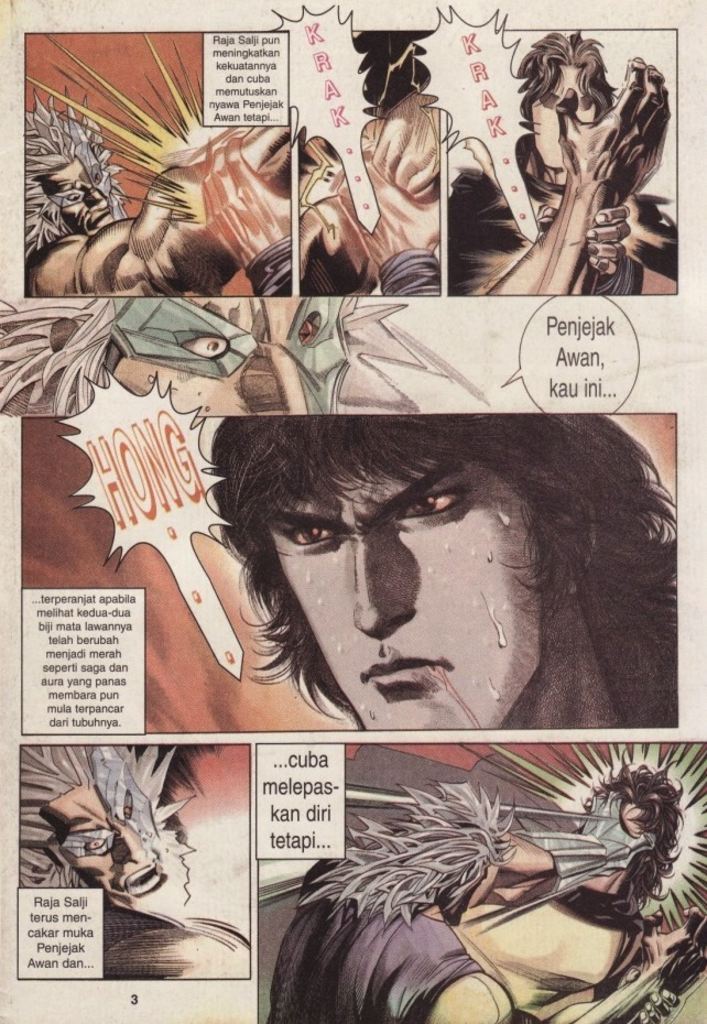 Raja Salji pun
meningkatkan
kekuatannya
dan cuba
memutuskan
nyawa Penjejak
Awan tetapi...
KRAK...
KRAK...
Penjejak
Awan,
kau ini...
HONG...
...terperanjat apabila
melihat kedua-dua
biji mata lawannya
telah berubah
menjadi merah
seperti saga dan
aura yang panas
membara pun
mula terpancar
dari tubuhnya.
Raja Salji
terus men-
cakar muka
Penjejak
Awan dan...
...cuba
melepas-
kan diri
tetapi...
3